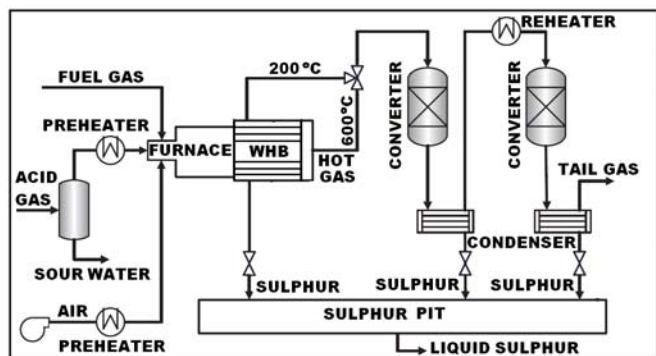 REHEATER
200°C
FUEL GAS
CONVERTER
600°C
CONVERTER
PREHEATER
FURNACE
WHB
HOT
GAS
ACID
GAS
TAIL GAS
CONDENSER
SOUR WATER
SULPHUR
SULPHUR
SULPHUR
AIR
SULPHUR PIT
PREHEATER
LIQUID SULPHUR